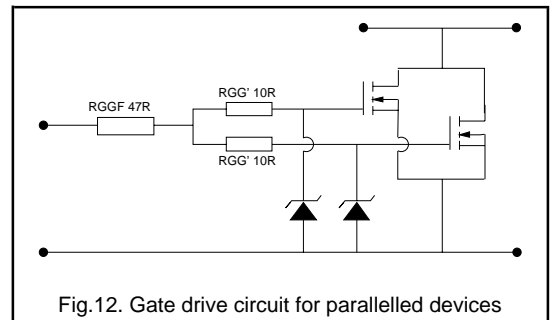 RGG' 10R
RGGF 47R
RGG' 10R
Fig.12. Gate drive circuit for parallelled devices